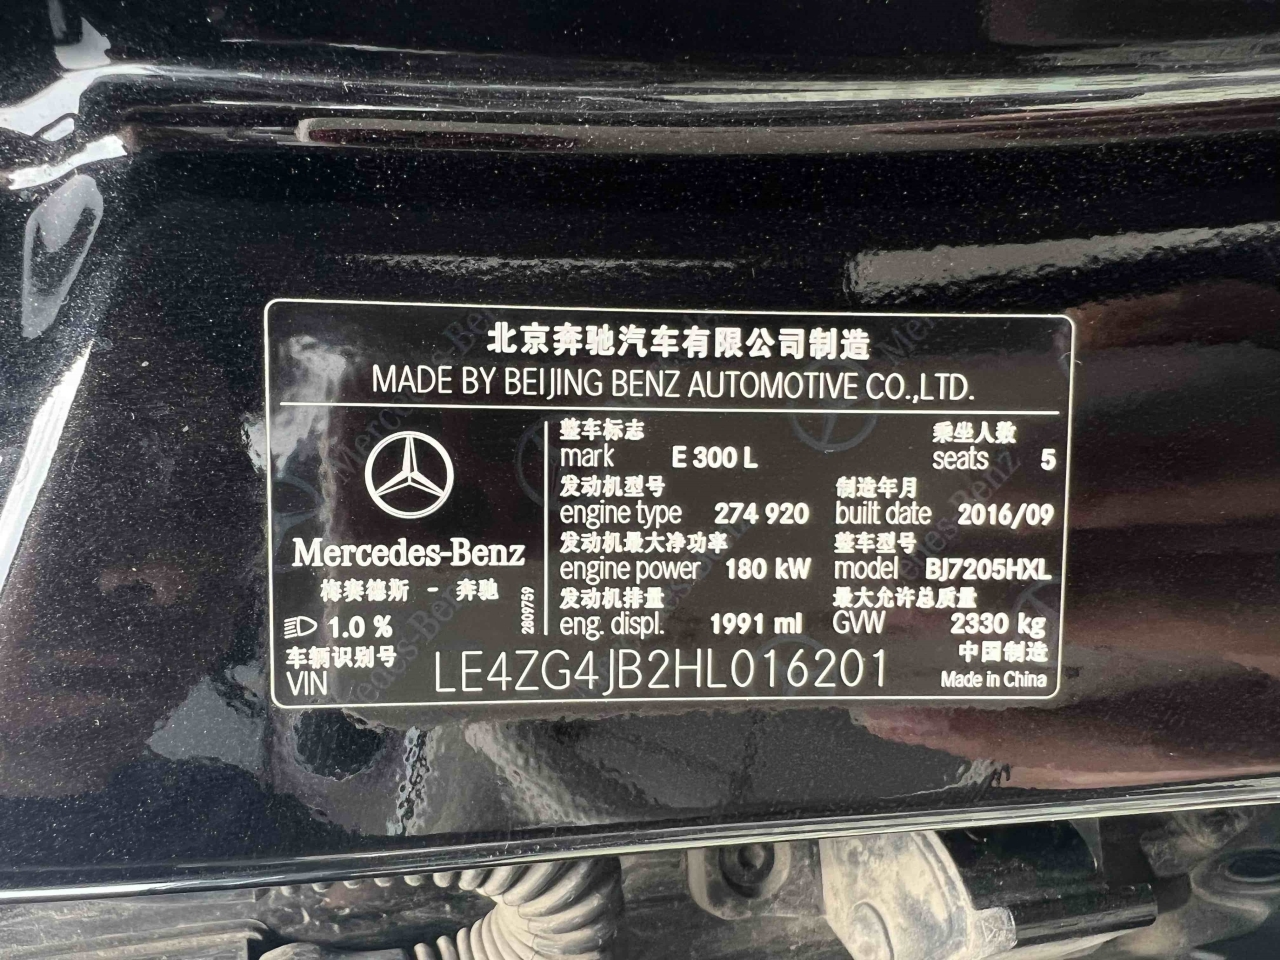 北京奔驰汽车有限公司制造
MADE BY BEIJING BENZ AUTOMOTIVE CO.,LTD.
Mercedes-Benz
梅赛德斯 - 奔驰
1.0 %
2809759
整车标志
mark E 300 L
乘坐人数
seats 5
发动机型号
engine type 274 920
制造年月
built date 2016/09
发动机最大净功率
engine power 180 kW
整车型号
model BJ7205HXL
发动机排量
eng. displ. 1991 ml
最大允许总质量
GVW 2330 kg
车辆识别号
VIN LE4ZG4JB2HL016201
中国制造
Made in China